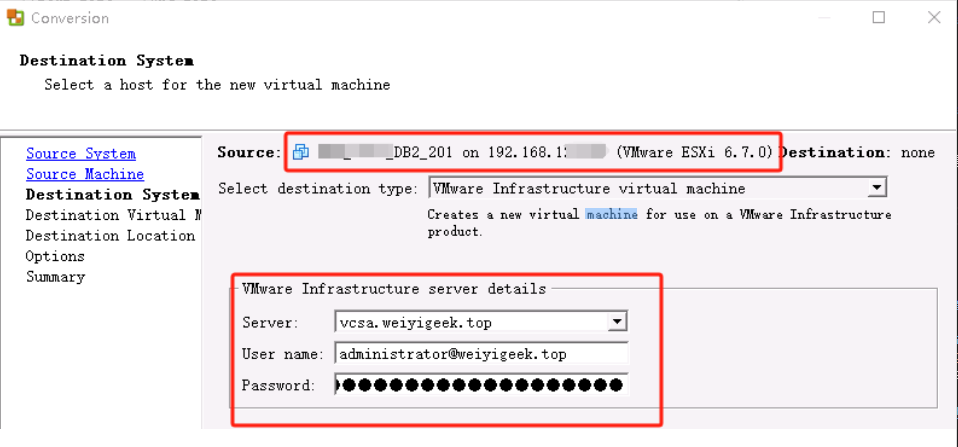 Conversion
Destination System
Select a host for the new virtual machine
Source System
Source Machine
Destination System
Destination Virtual M
Destination Location
Options
Summary
Source: _DB2_201 on 192.168.1 (VMware ESXi 6.7.0) Destination: none
Select destination type: VMware Infrastructure virtual machine
Creates a new virtual machine for use on a VMware Infrastructure
product.
VMware Infrastructure server details
Server: vcsa.weiyigeek.top
User name: administrator@weiyigeek.top
Password: ●●●●●●●●●●●●●●●●●●